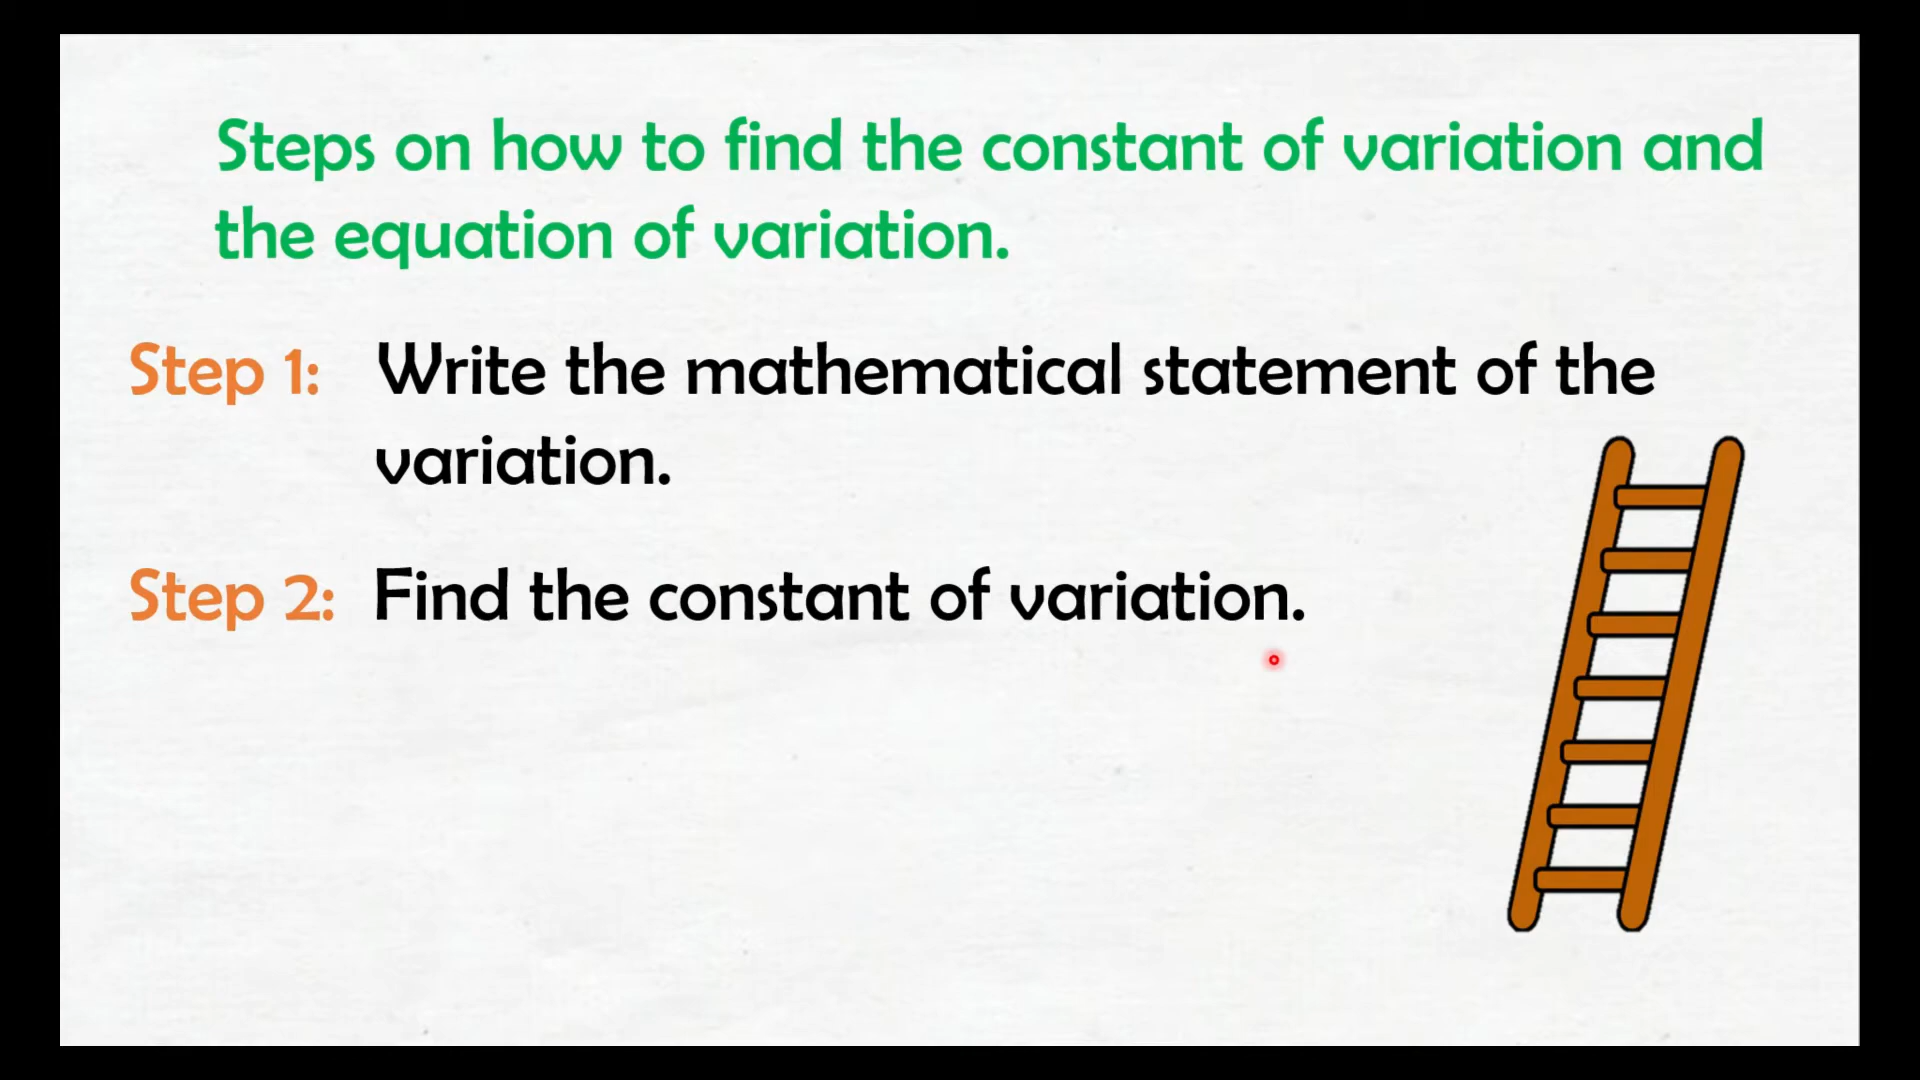 Steps on how to find the constant of variation and
the equation of variation.
Step 1: Write the mathematical statement of the
variation.
Step 2: Find the constant of variation.